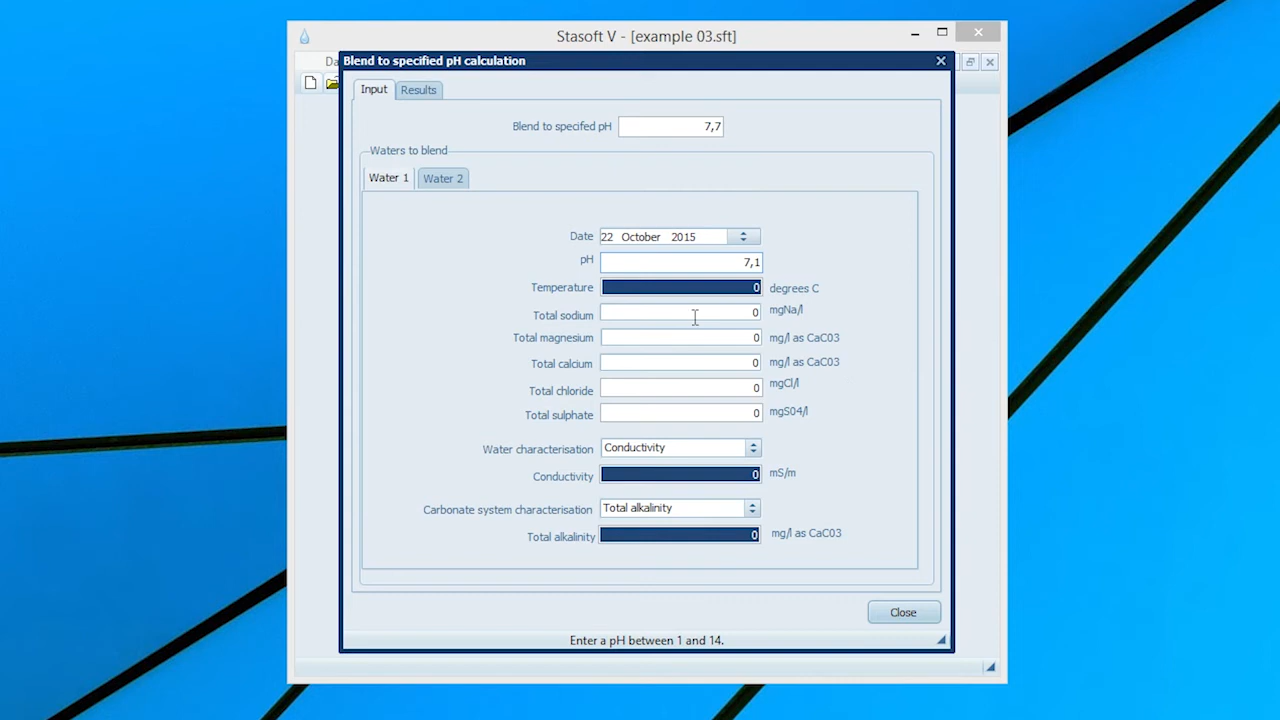 Stasoft V - [example 03.sft]
Da
Blend to specified pH calculation
Input Results
Blend to specifed pH 7,7
Waters to blend
Water 1 Water 2
Date 22 October 2015
pH 7,1
Temperature 0 degrees C
Total sodium 0 mgNa/l
Total magnesium 0 mg/l as CaC03
Total calcium 0 mg/l as CaC03
Total chloride 0 mgCl/l
Total sulphate 0 mgS04/l
Water characterisation Conductivity
Conductivity 0 mS/m
Carbonate system characterisation Total alkalinity
Total alkalinity 0 mg/l as CaC03
Close
Enter a pH between 1 and 14.